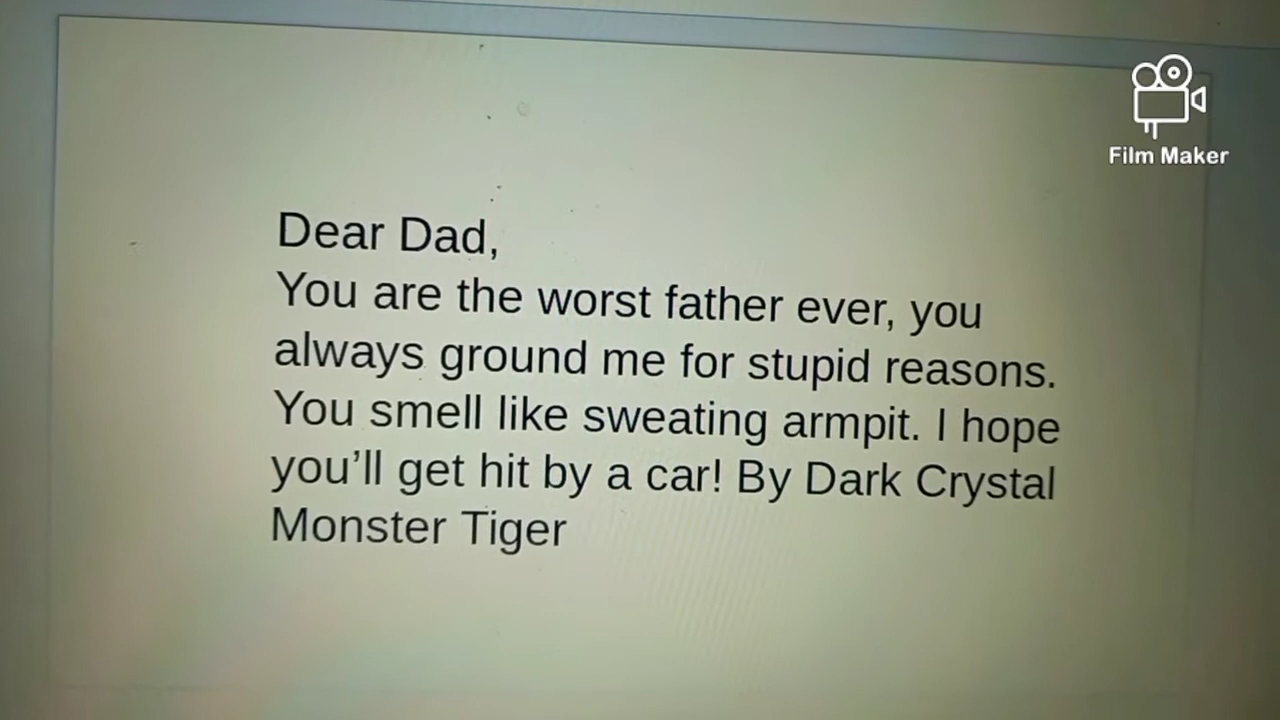 Film Maker
Dear Dad,
You are the worst father ever, you
always ground me for stupid reasons.
You smell like sweating armpit. I hope
you’ll get hit by a car! By Dark Crystal
Monster Tiger